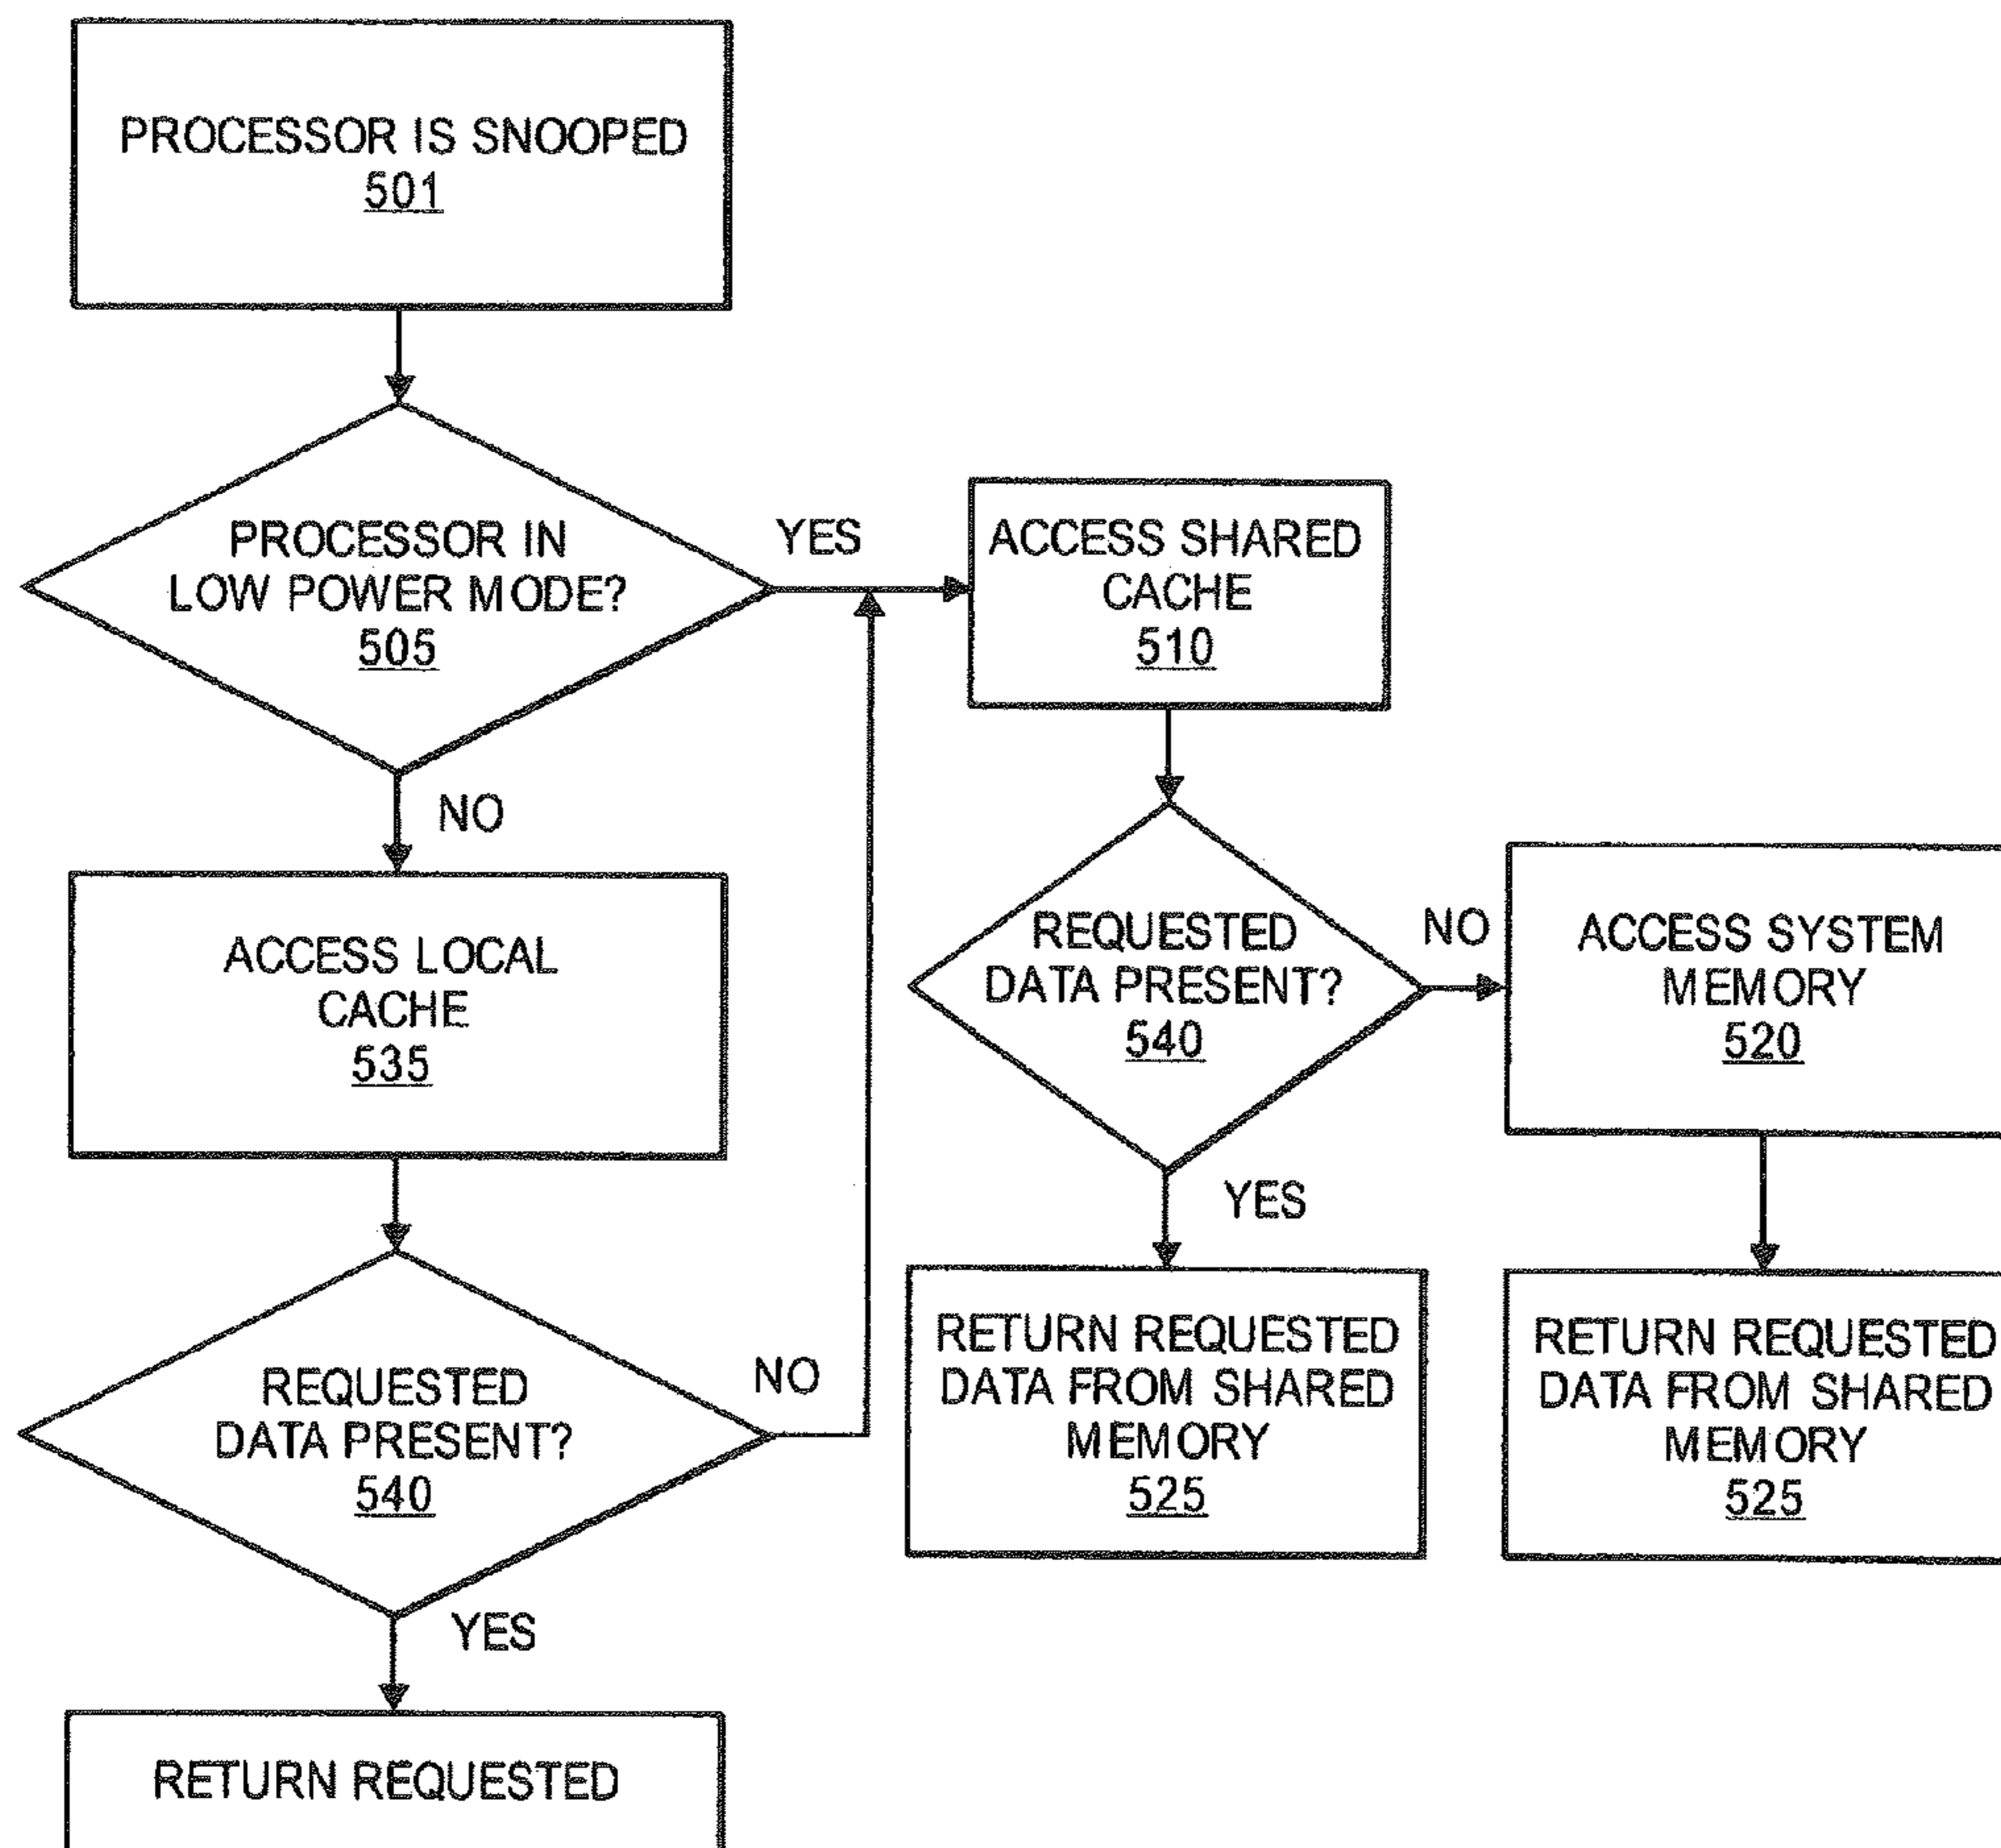 PROCESSOR IS SNOOPED
501
PROCESSOR IN
LOW POWER MODE?
505
YES
NO
ACCESS SHARED
CACHE
510
ACCESS LOCAL
CACHE
535
REQUESTED
DATA PRESENT?
540
NO
YES
ACCESS SYSTEM
MEMORY
520
RETURN REQUESTED
DATA FROM SHARED
MEMORY
525
RETURN REQUESTED
DATA FROM SHARED
MEMORY
525
REQUESTED
DATA PRESENT?
540
NO
YES
RETURN REQUESTED